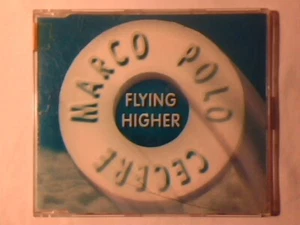 MARCO POLO
CECERE
FLYING
HIGHER